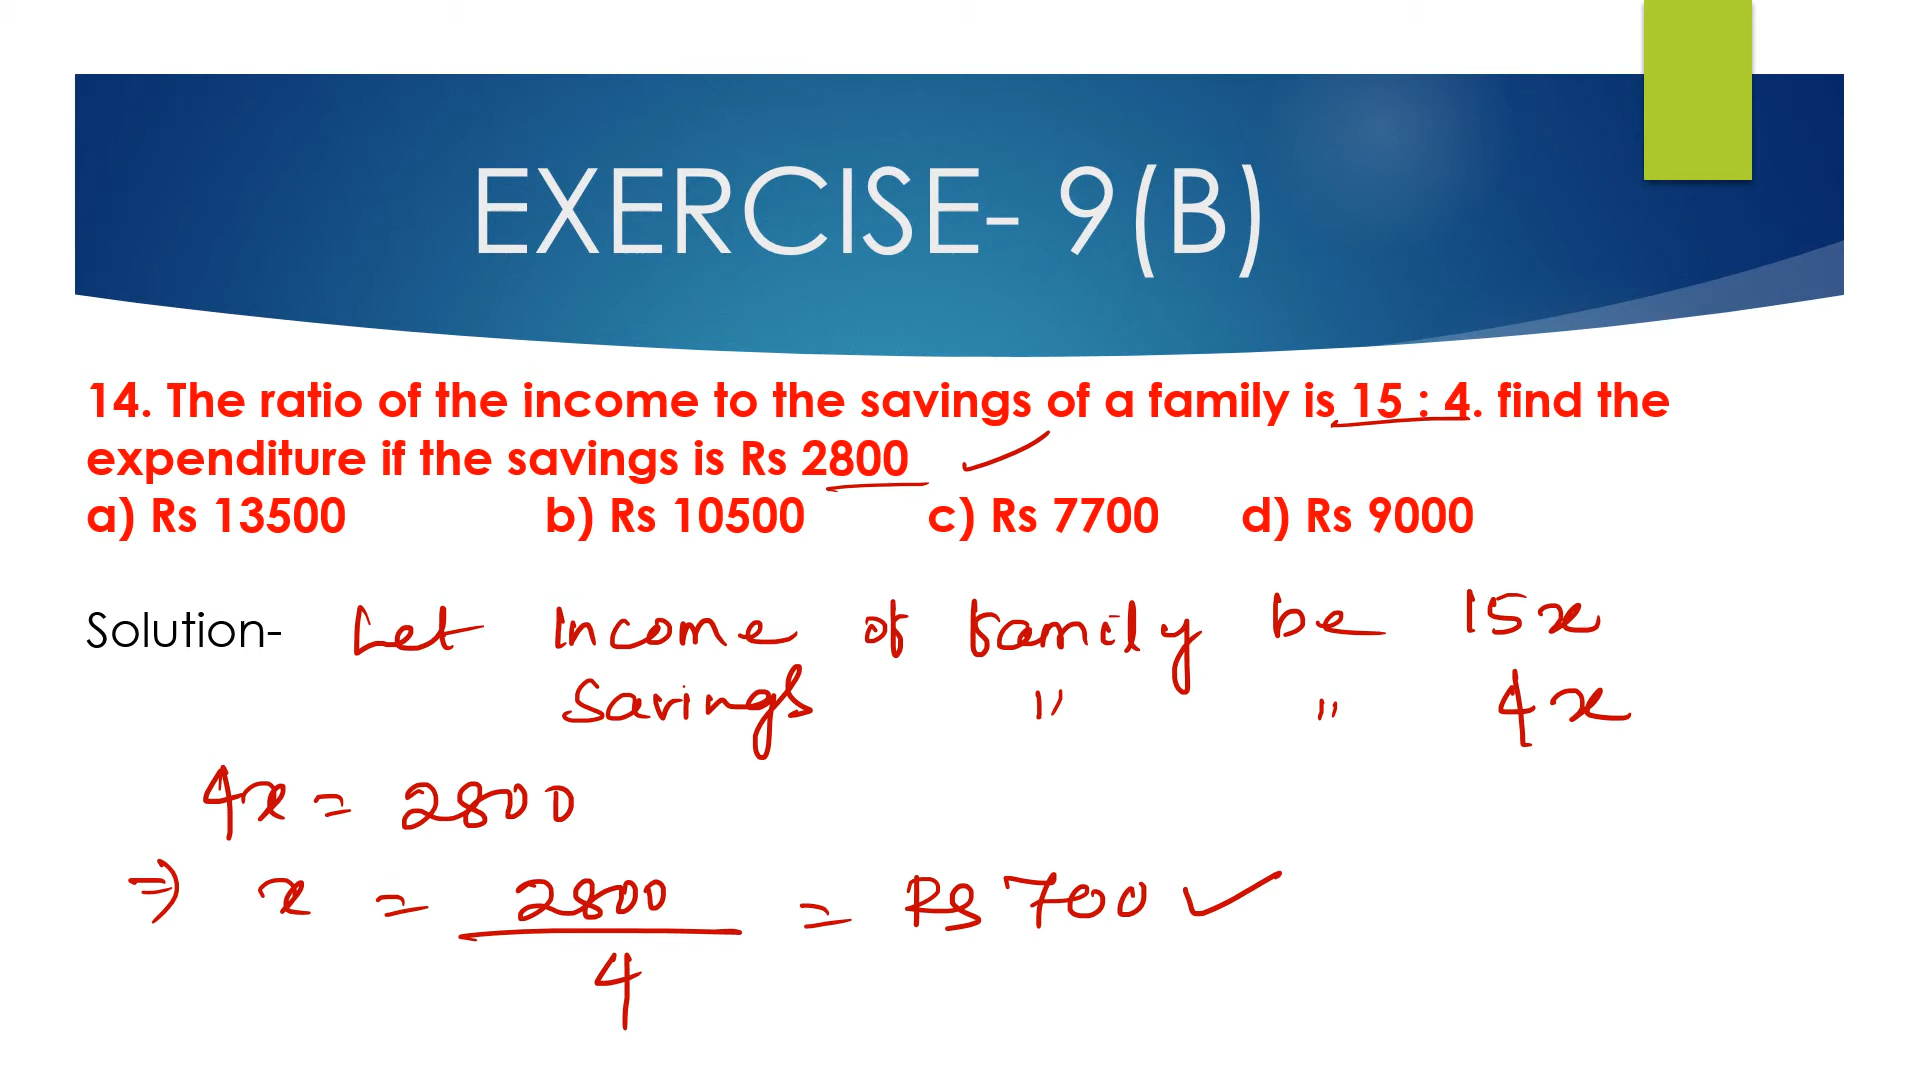 EXERCISE- 9(B)
14. The ratio of the income to the savings of a family is 15 : 4. find the
expenditure if the savings is Rs 2800
a) Rs 13500 b) Rs 10500 c) Rs 7700 d) Rs 9000
Solution- Let Income of family be 15x
Savings " " 4x
4x = 2800
⇒ x = 2800/4 = Rs 700 ✓